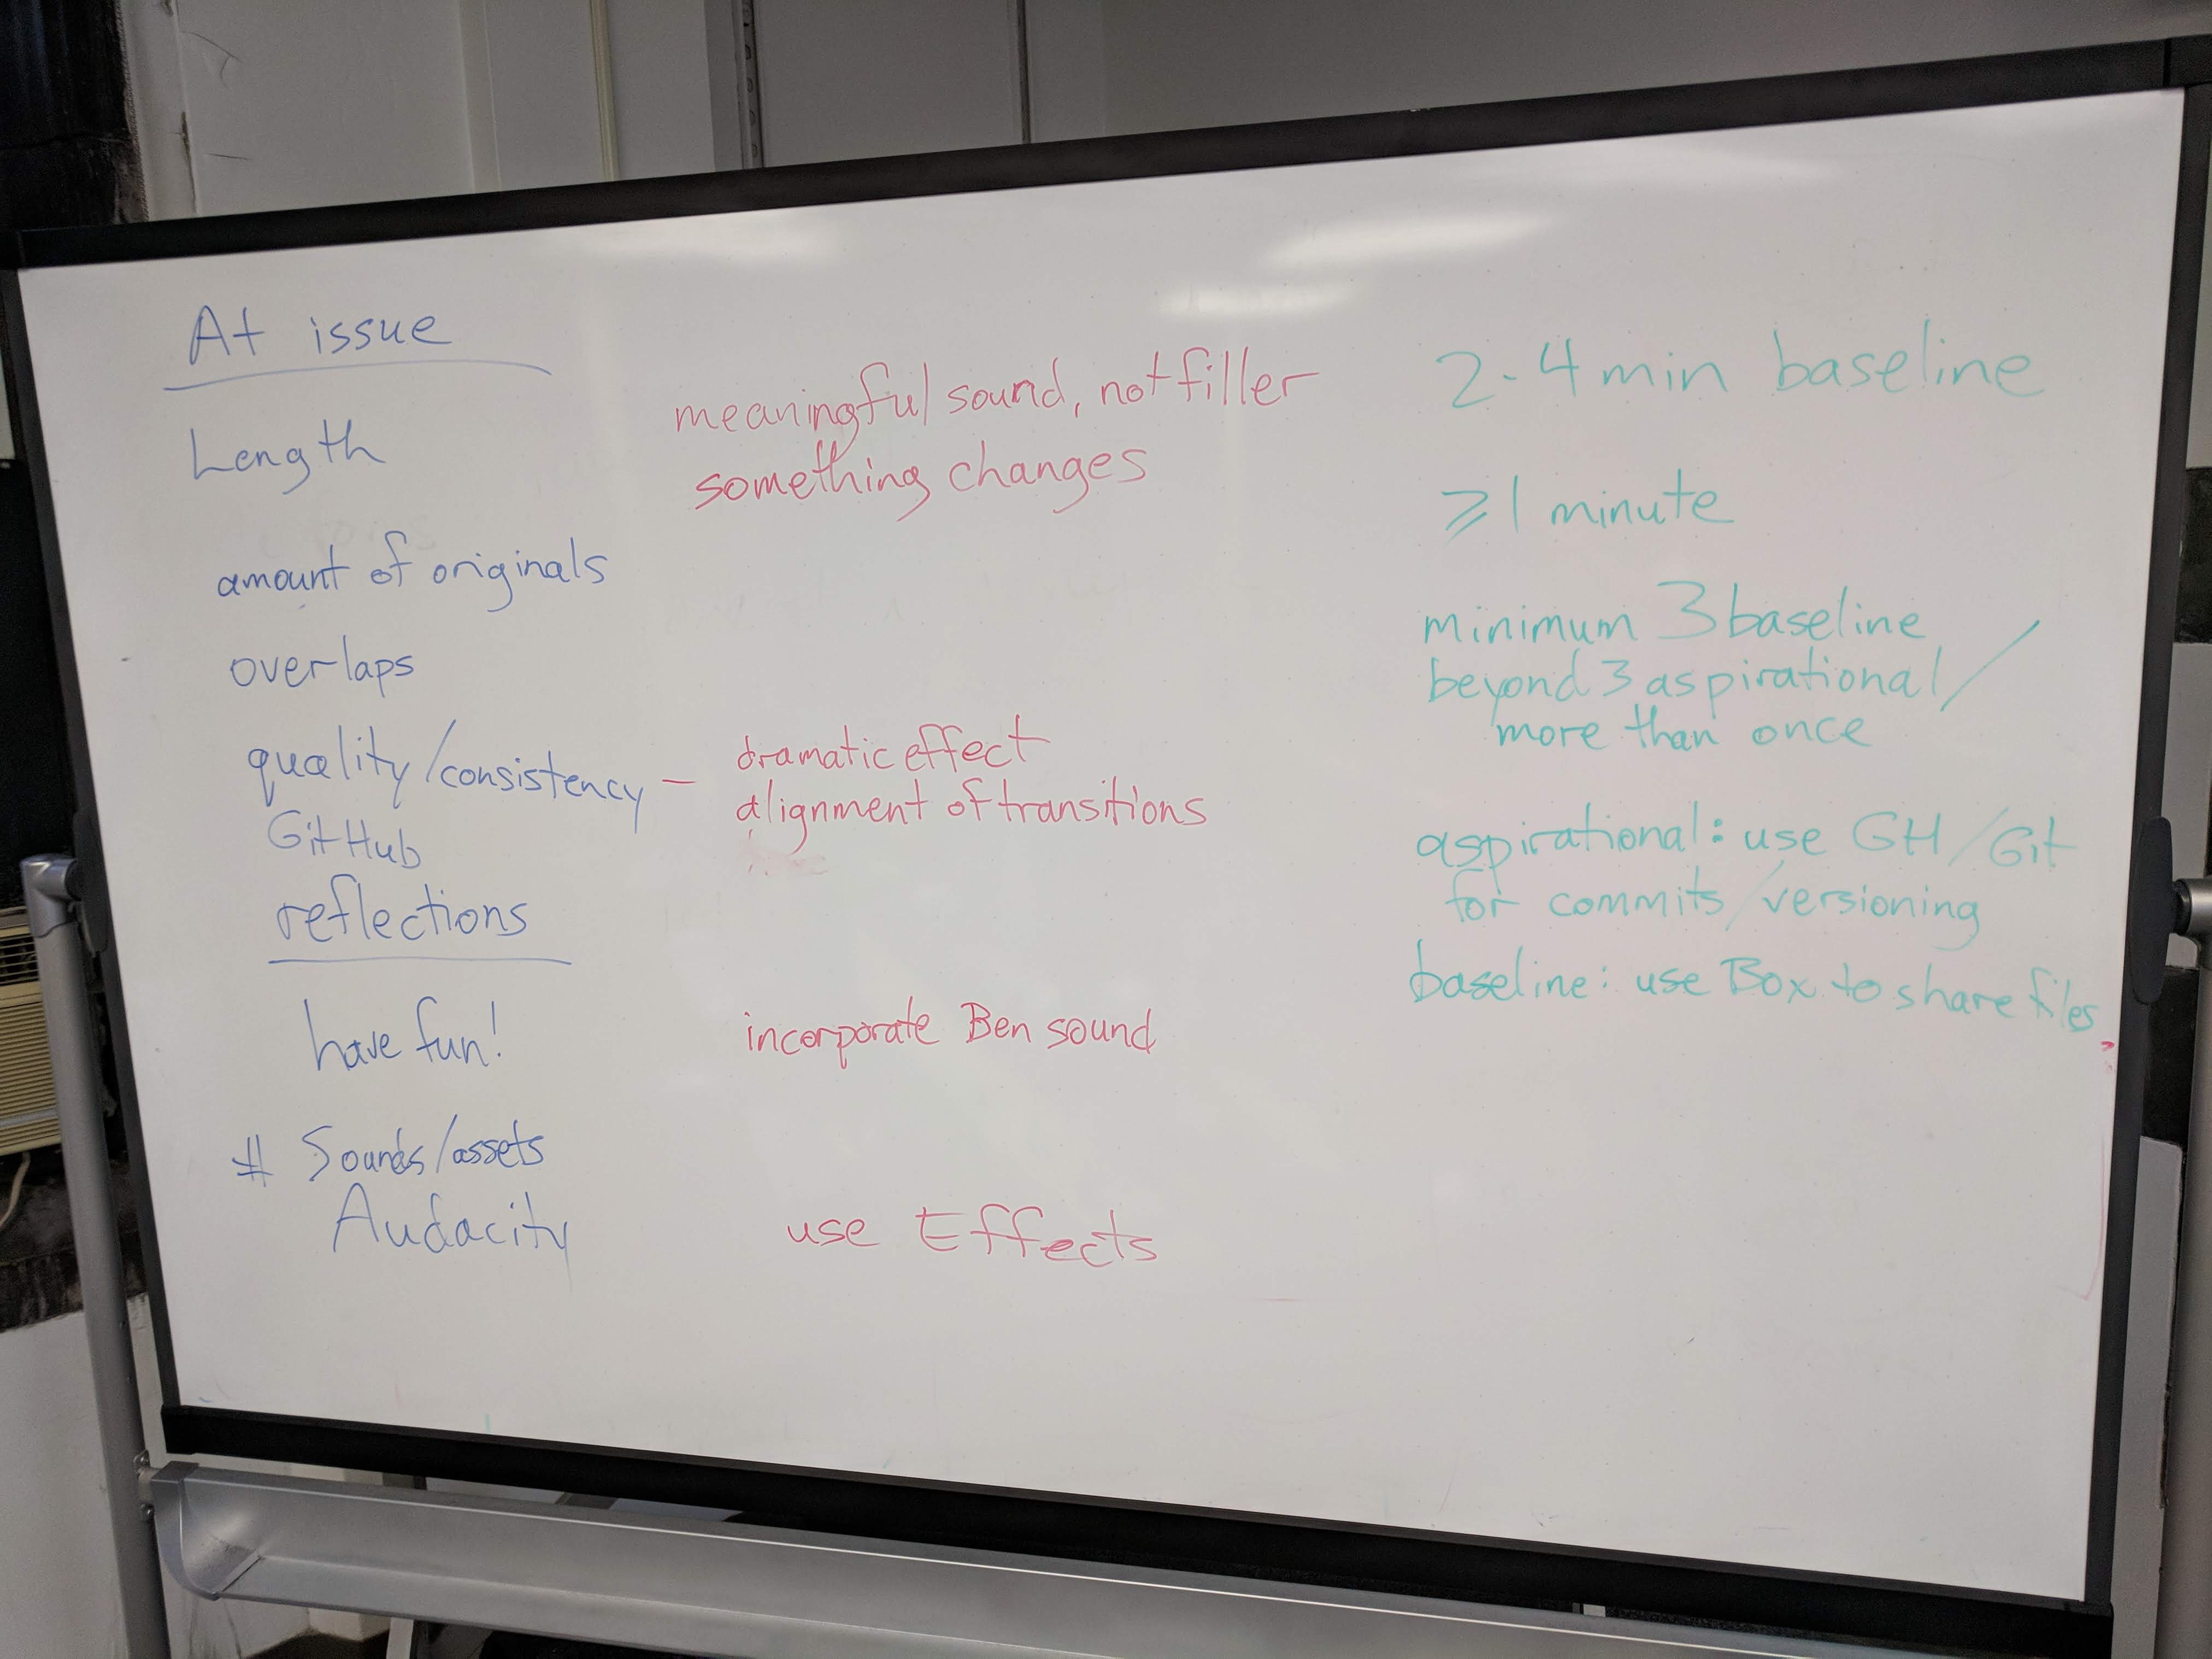 At issue
Length
amount of originals
overlaps
quality/consistency -
GitHub
reflections
have fun!
# Sounds/assets
Audacity
meaningful sound, not filler
something changes
dramatic effect
alignment of transitions
incorporate Ben sound
use Effects
2-4 min baseline
≥1 minute
minimum 3 baseline
beyond 3 aspirational/
more than once
aspirational: use GH/Git
for commits/versioning
baseline: use Box to share files